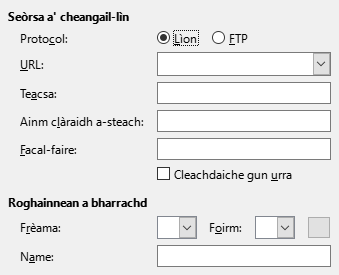 Seòrsa a' cheangail-lìn
Protocol: Lìon FTP
URL:
Teacsa:
Ainm clàraidh a-steach:
Facal-faire:
Cleachdaiche gun urra
Roghainnean a bharrachd
Frèama: Foirm:
Name: